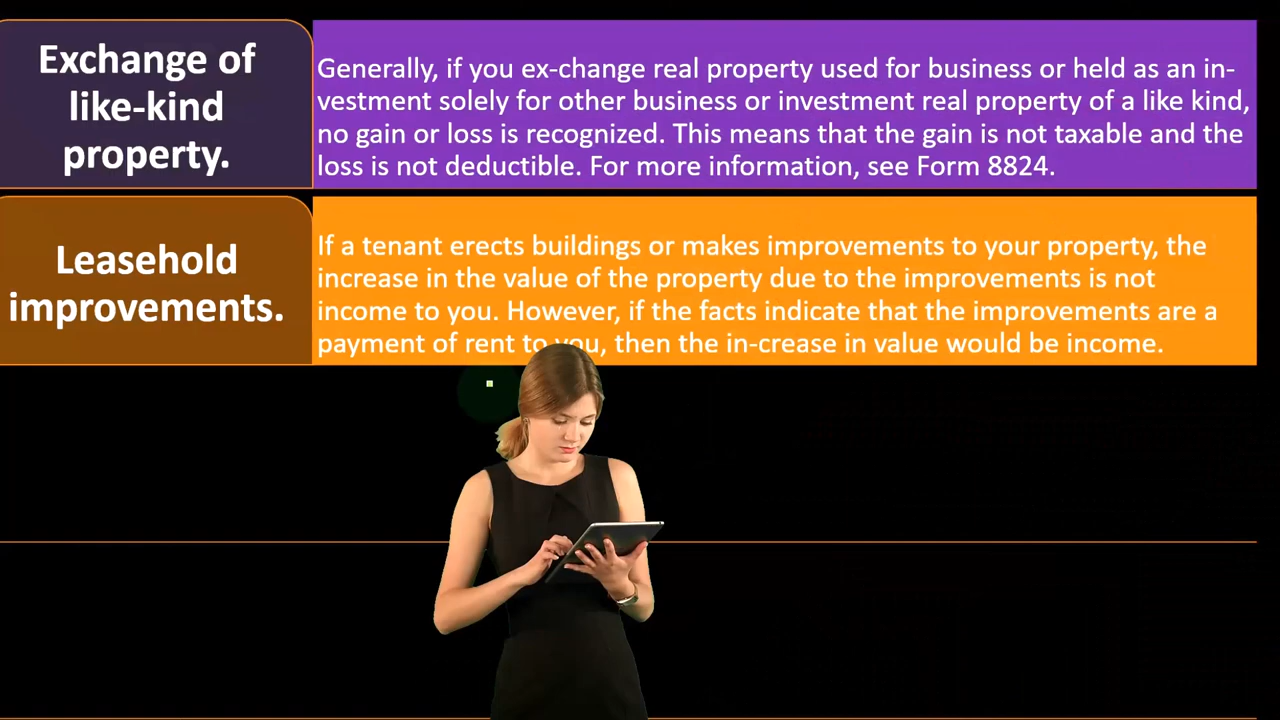 Exchange of
like-kind
property.
Generally, if you ex-change real property used for business or held as an in-
vestment solely for other business or investment real property of a like kind,
no gain or loss is recognized. This means that the gain is not taxable and the
loss is not deductible. For more information, see Form 8824.
Leasehold
improvements.
If a tenant erects buildings or makes improvements to your property, the
increase in the value of the property due to the improvements is not
income to you. However, if the facts indicate that the improvements are a
payment of rent to you, then the in-crease in value would be income.